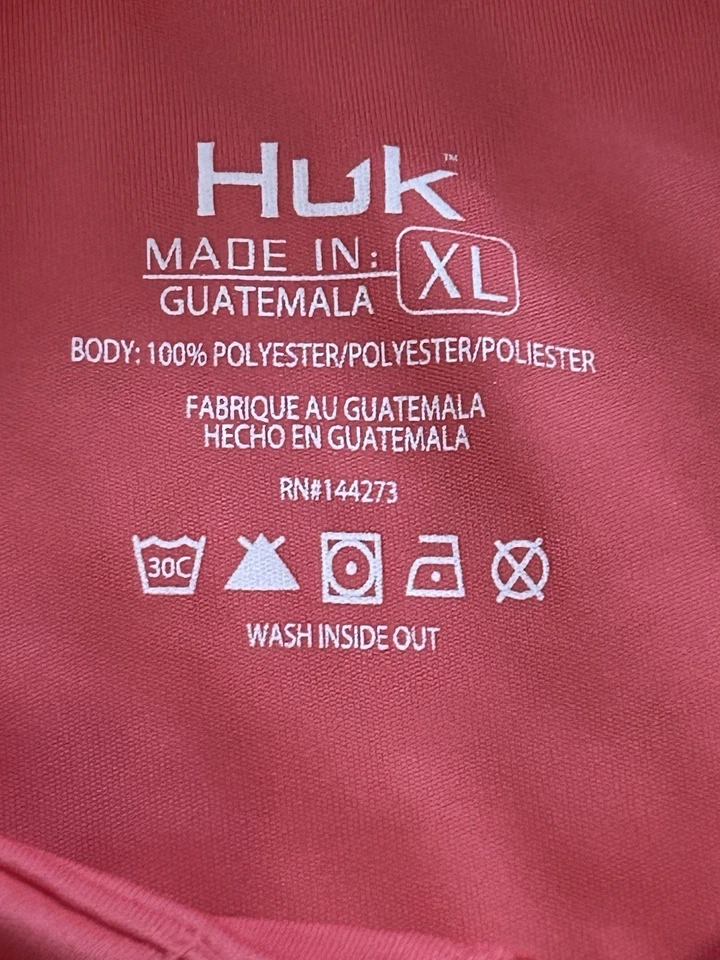 HUK™
MADE IN: XL
GUATEMALA
BODY: 100% POLYESTER/POLYESTER/POLIESTER
FABRIQUE AU GUATEMALA
HECHO EN GUATEMALA
RN#144273
30C
WASH INSIDE OUT